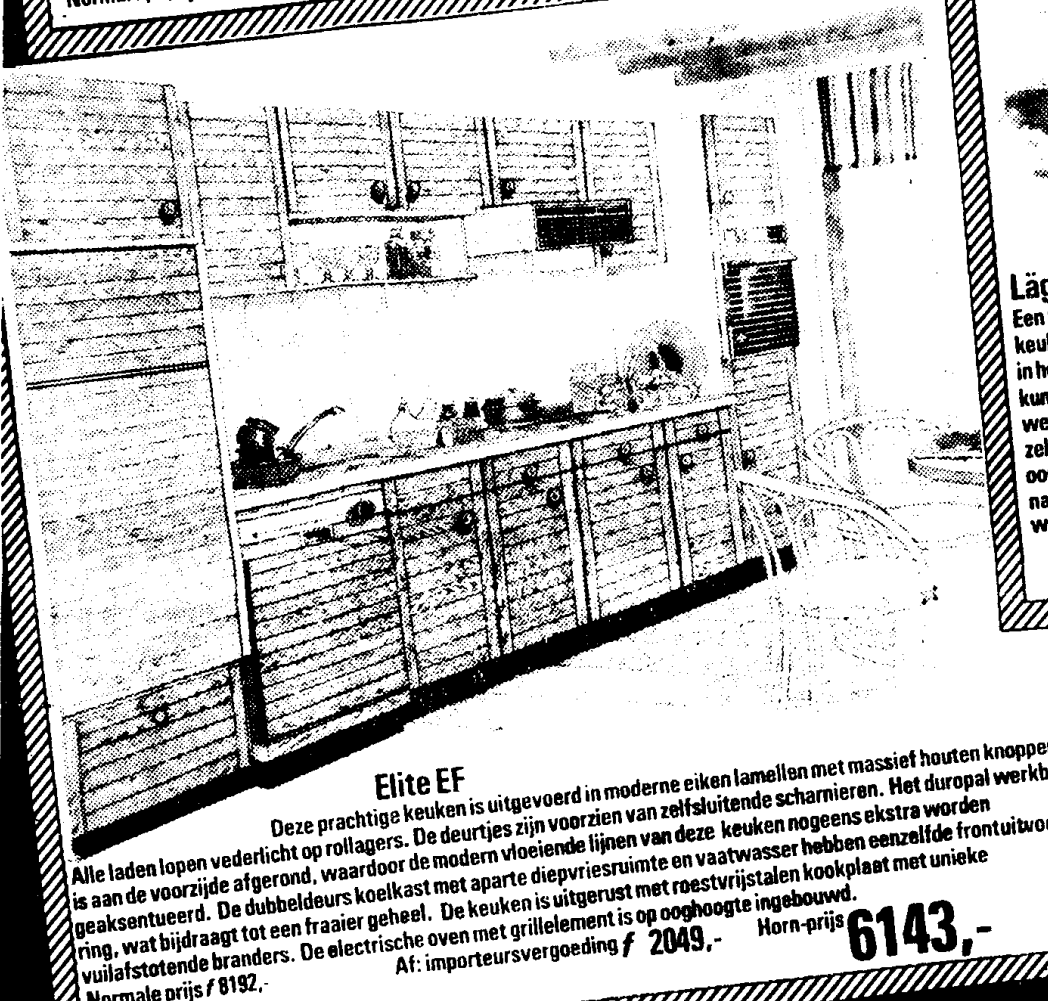 Elite EF
Deze prachtige keuken is uitgevoerd in moderne eiken lamellen met massief houten knoppe
Alle laden lopen vederlicht op rollagers. De deurtjes zijn voorzien van zelfsluitende scharnieren. Het duropal werkb
is aan de voorzijde afgerond, waardoor de modern vloeiende lijnen van deze keuken nogeens ekstra worden
geaksentueerd. De dubbeldeurs koelkast met aparte diepvriesruimte en vaatwasser hebben eenzelfde frontuitvoe
ring, wat bijdraagt tot een fraaier geheel. De keuken is uitgerust met roestvrijstalen kookplaat met unieke
vuilafstotende branders. De electrische oven met grillelement is op ooghoogte ingebouwd.
Normale prijs ƒ 8192,- Af: importeursvergoeding ƒ 2049,- Horn-prijs 6143,-
Läg
Een
keul
in h
kun
we
zel
oo
na
w